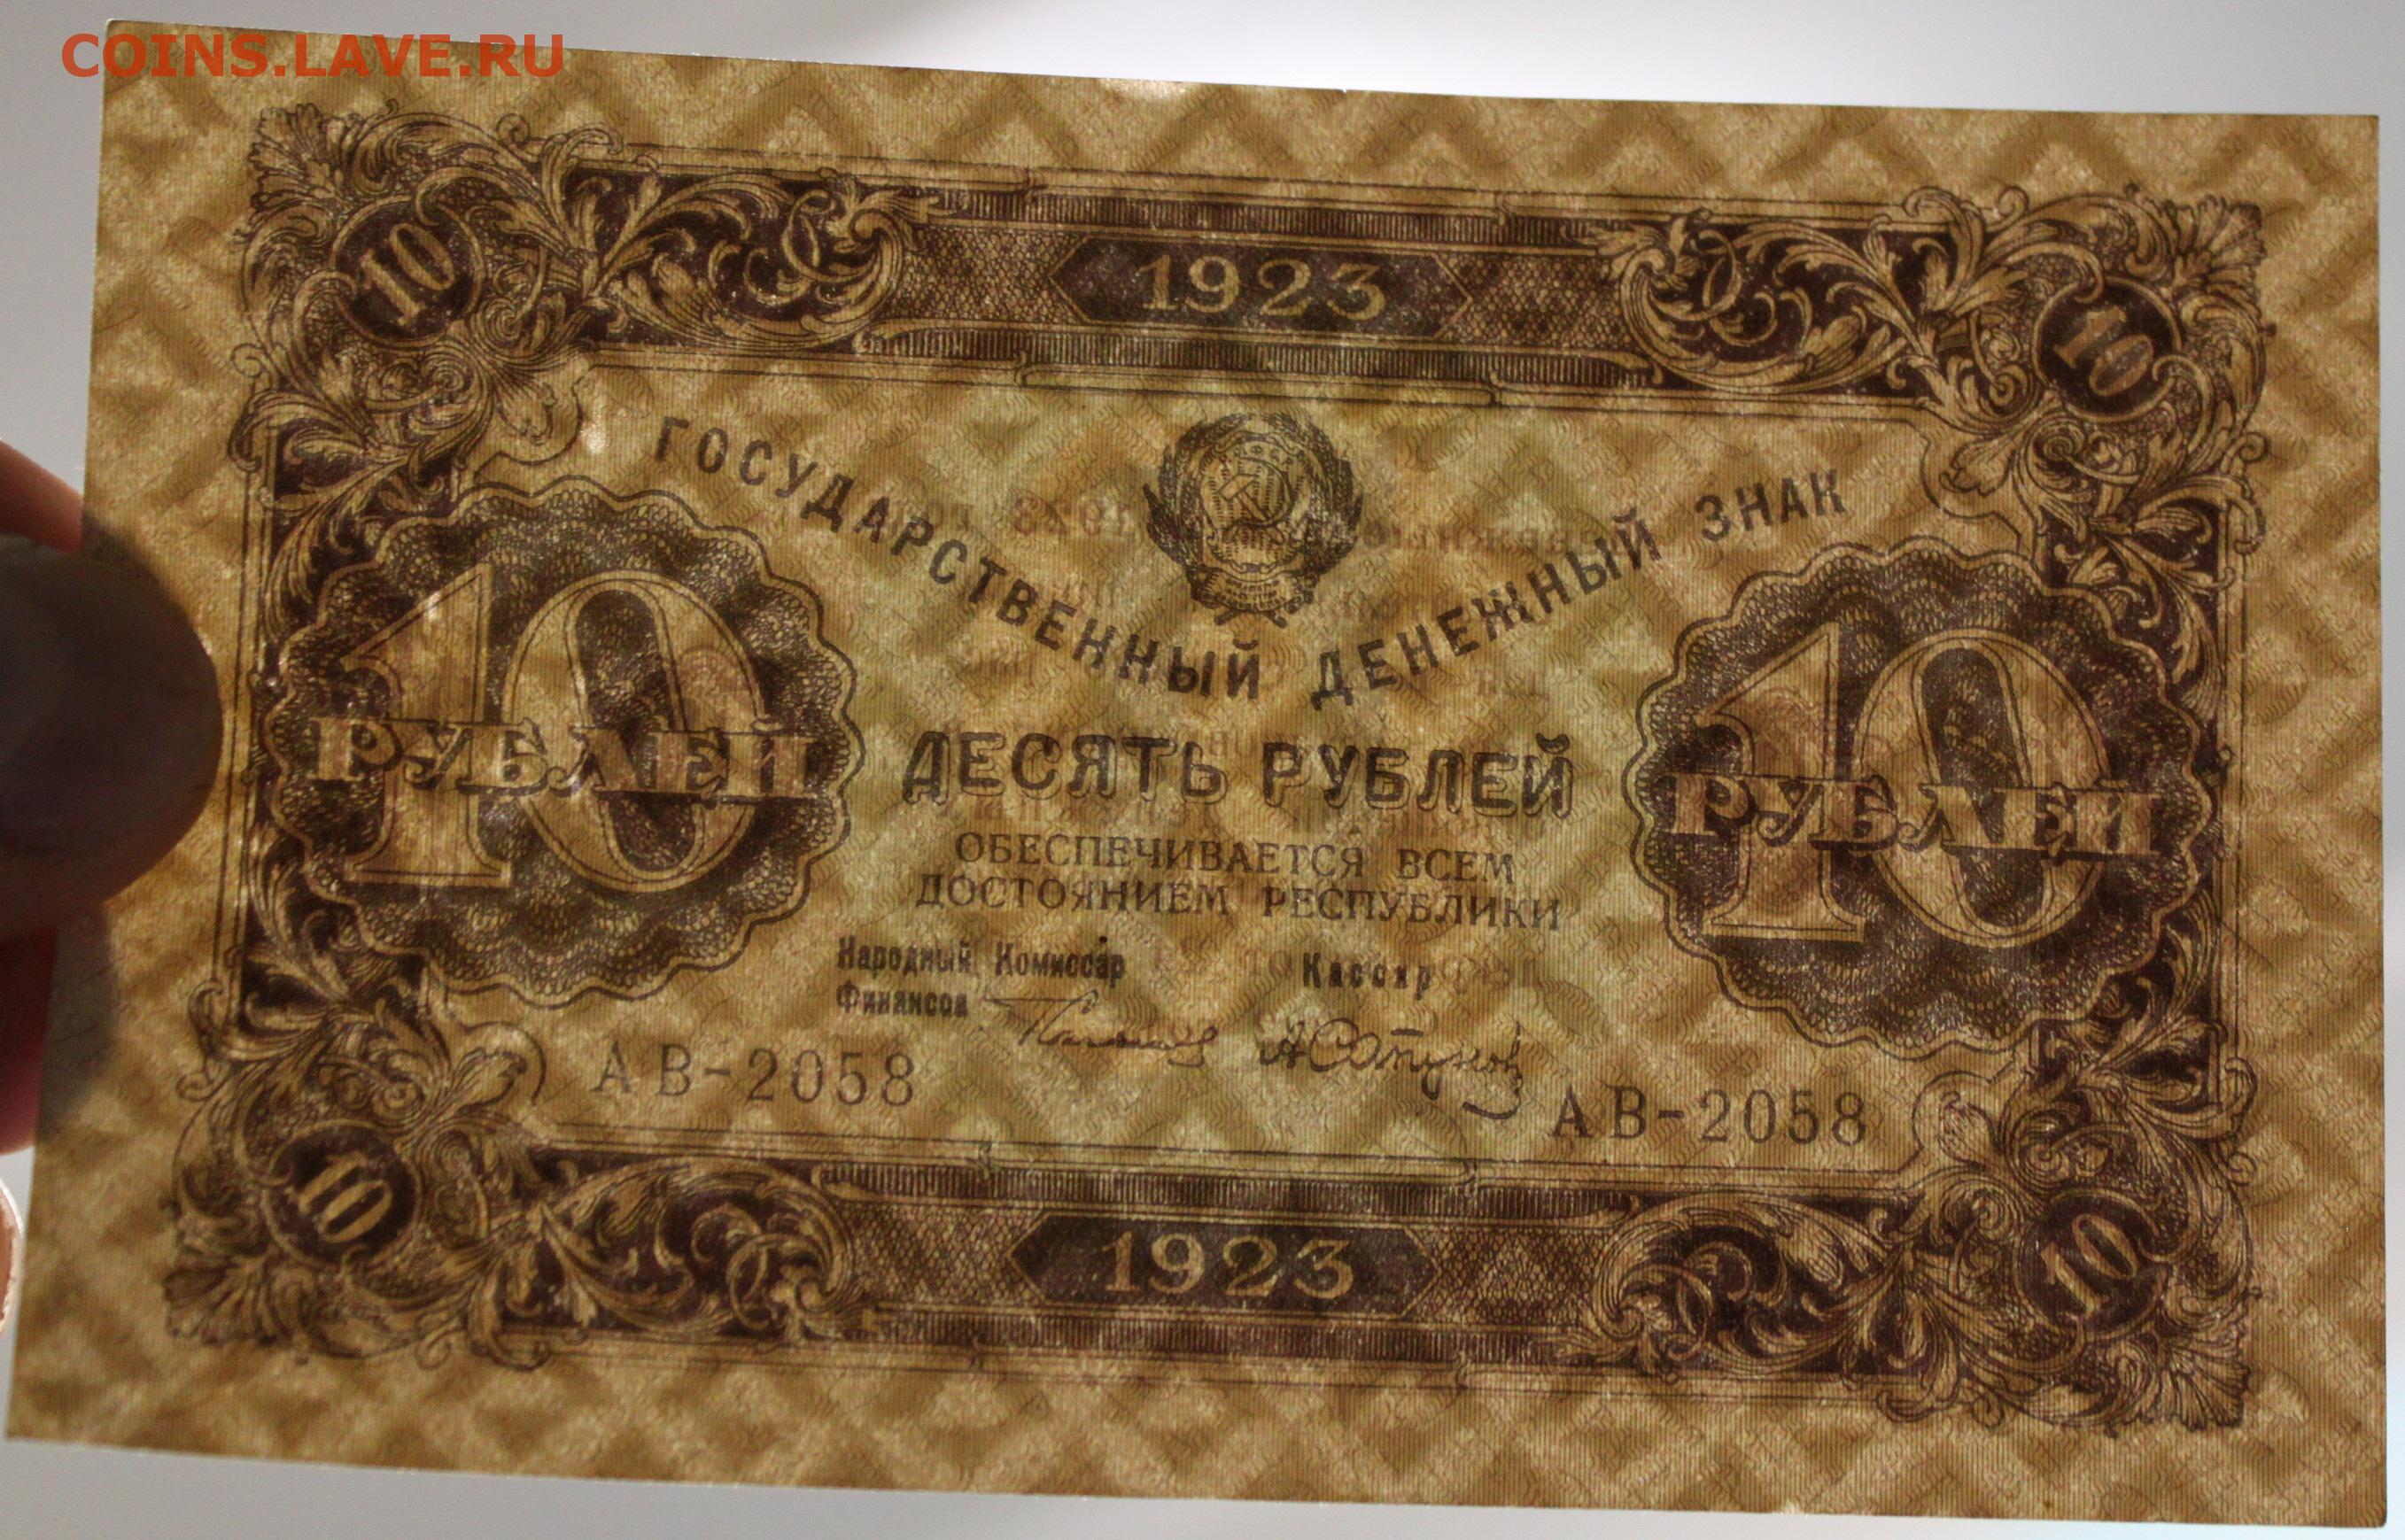 COINS.LAVE.RU
10
1923
10
ГОСУДАРСТВЕННЫЙ ДЕНЕЖНЫЙ ЗНАК
10
РУБЛЕЙ
ДЕСЯТЬ РУБЛЕЙ
10
РУБЛЕЙ
ОБЕСПЕЧИВАЕТСЯ ВСЕМ
ДОСТОЯНИЕМ РЕСПУБЛИКИ
Народный Комиссар
Финансов
Кассир
АВ-2058
АВ-2058
10
1923
10